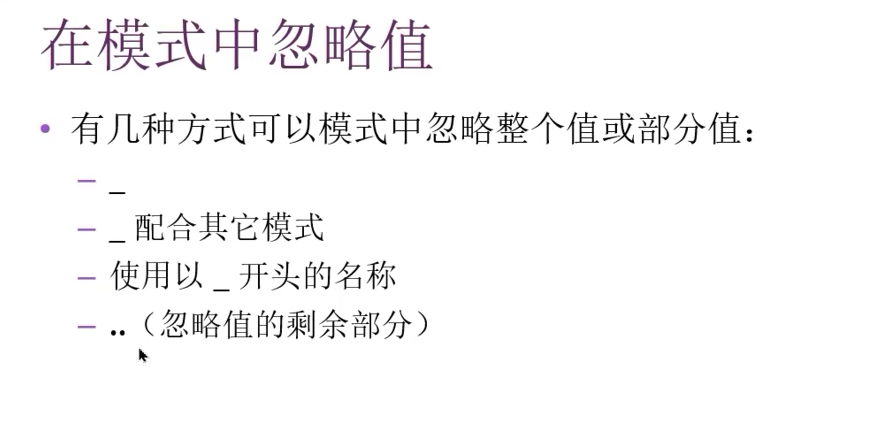 在模式中忽略值
• 有几种方式可以模式中忽略整个值或部分值：
– _
– _ 配合其它模式
– 使用以 _ 开头的名称
– ..（忽略值的剩余部分）